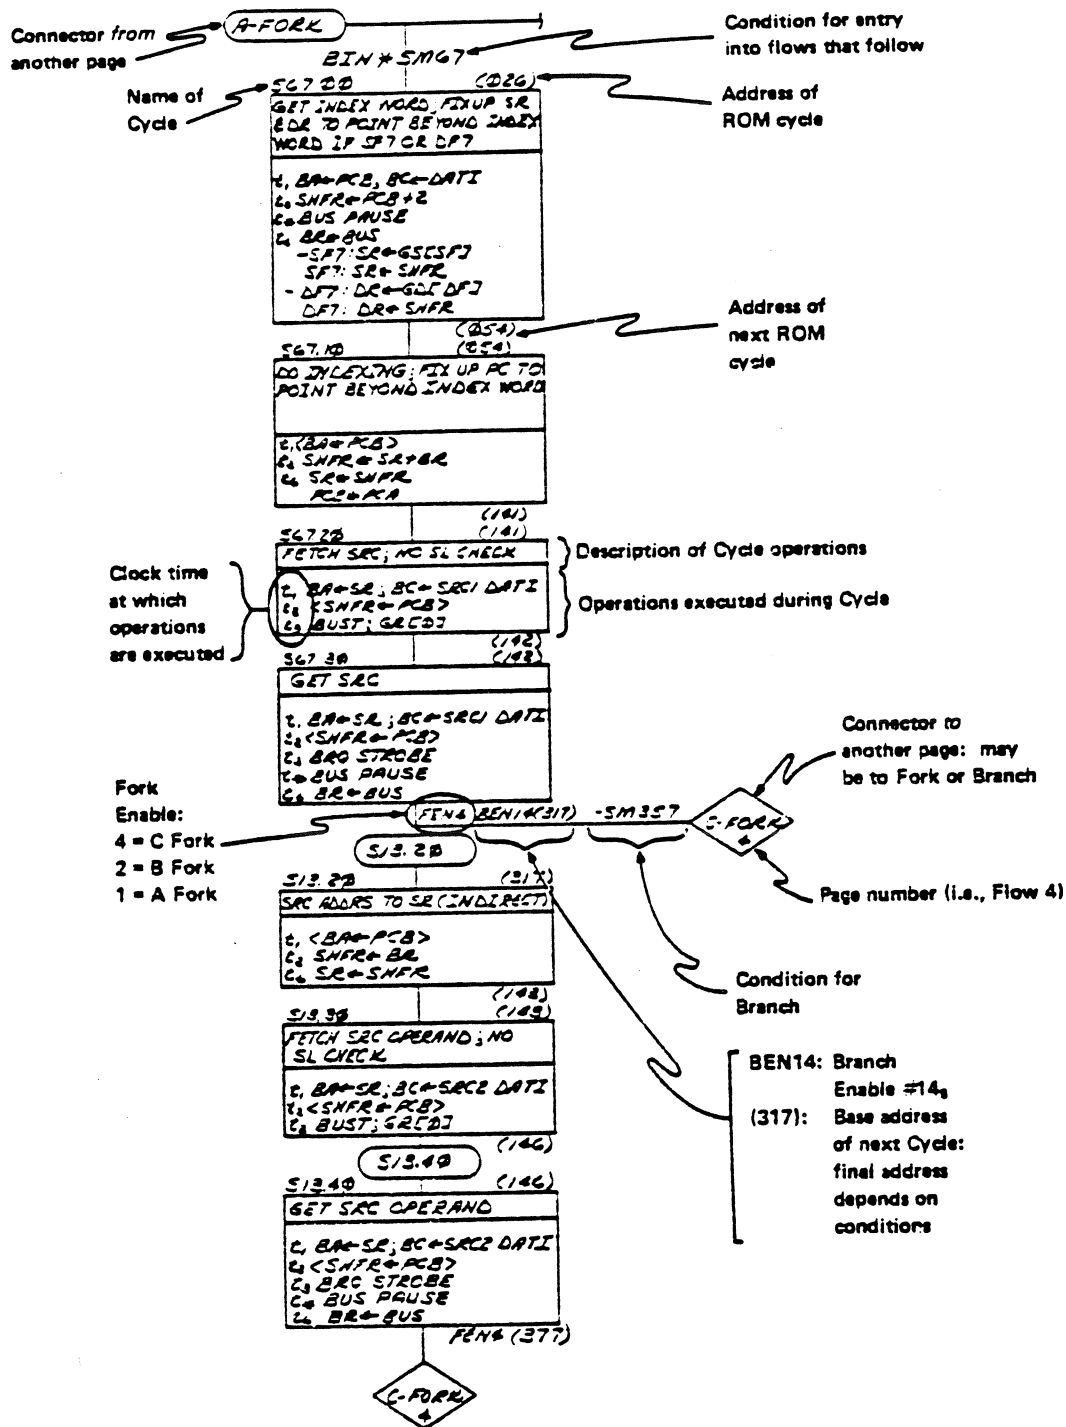 A-FORK
Connector from
another page
Condition for entry
into flows that follow
BIN * SM67
Name of
Cycle
S67.00 (026)
Address of
ROM cycle
GET INDEX WORD; FIXUP SR
& DR TO POINT BEYOND INDEX
WORD IF SF7 OR DF7
t1 BA←PCB; BC←DATI
t2 SHFR←PCB+2
BUS PAUSE
BR←BUS
-SF7: SR←GS[SF]
SF7: SR←SHFR
-DF7: DR←GD[DF]
DF7: DR←SHFR
(054)
Address of
next ROM
cycle
S67.10 (054)
DO INDEXING; FIX UP PC TO
POINT BEYOND INDEX WORD
t1 <BA←PCB>
t2 SHFR←SR+BR
SR←SHFR
PCB←PCA
(141)
S67.20 (141)
FETCH SRC; NO SL CHECK
Description of Cycle operations
Clock time
at which
operations
are executed
t1 BA←SR; BC←SRC1 DATI
t2 <SHFR←PCB>
t3 BUST; GR[D]
Operations executed during Cycle
(142)
S67.30 (142)
GET SRC
t1 BA←SR; BC←SRC1 DATI
t2 <SHFR←PCB>
t3 BRQ STROBE
BUS PAUSE
BR←BUS
Connector to
another page: may
be to Fork or Branch
Fork
Enable:
4 = C Fork
2 = B Fork
1 = A Fork
FEN4 BEN14(317) -SM357 C-FORK
4
S13.20
Page number (i.e., Flow 4)
S13.20 (317)
SRC ADDRS TO SR (INDIRECT)
t1 <BA←PCB>
t2 SHFR←BR
SR←SHFR
Condition for
Branch
(143)
S13.30 (143)
FETCH SRC OPERAND; NO
SL CHECK
t1 BA←SR; BC←SRC2 DATI
t2 <SHFR←PCB>
t3 BUST; GR[D]
(146)
BEN14: Branch
Enable #14₈
(317): Base address
of next Cycle:
final address
depends on
conditions
S13.40
S13.40 (146)
GET SRC OPERAND
t1 BA←SR; BC←SRC2 DATI
t2 <SHFR←PCB>
t3 BRQ STROBE
BUS PAUSE
BR←BUS
FEN4 (377)
C-FORK
4